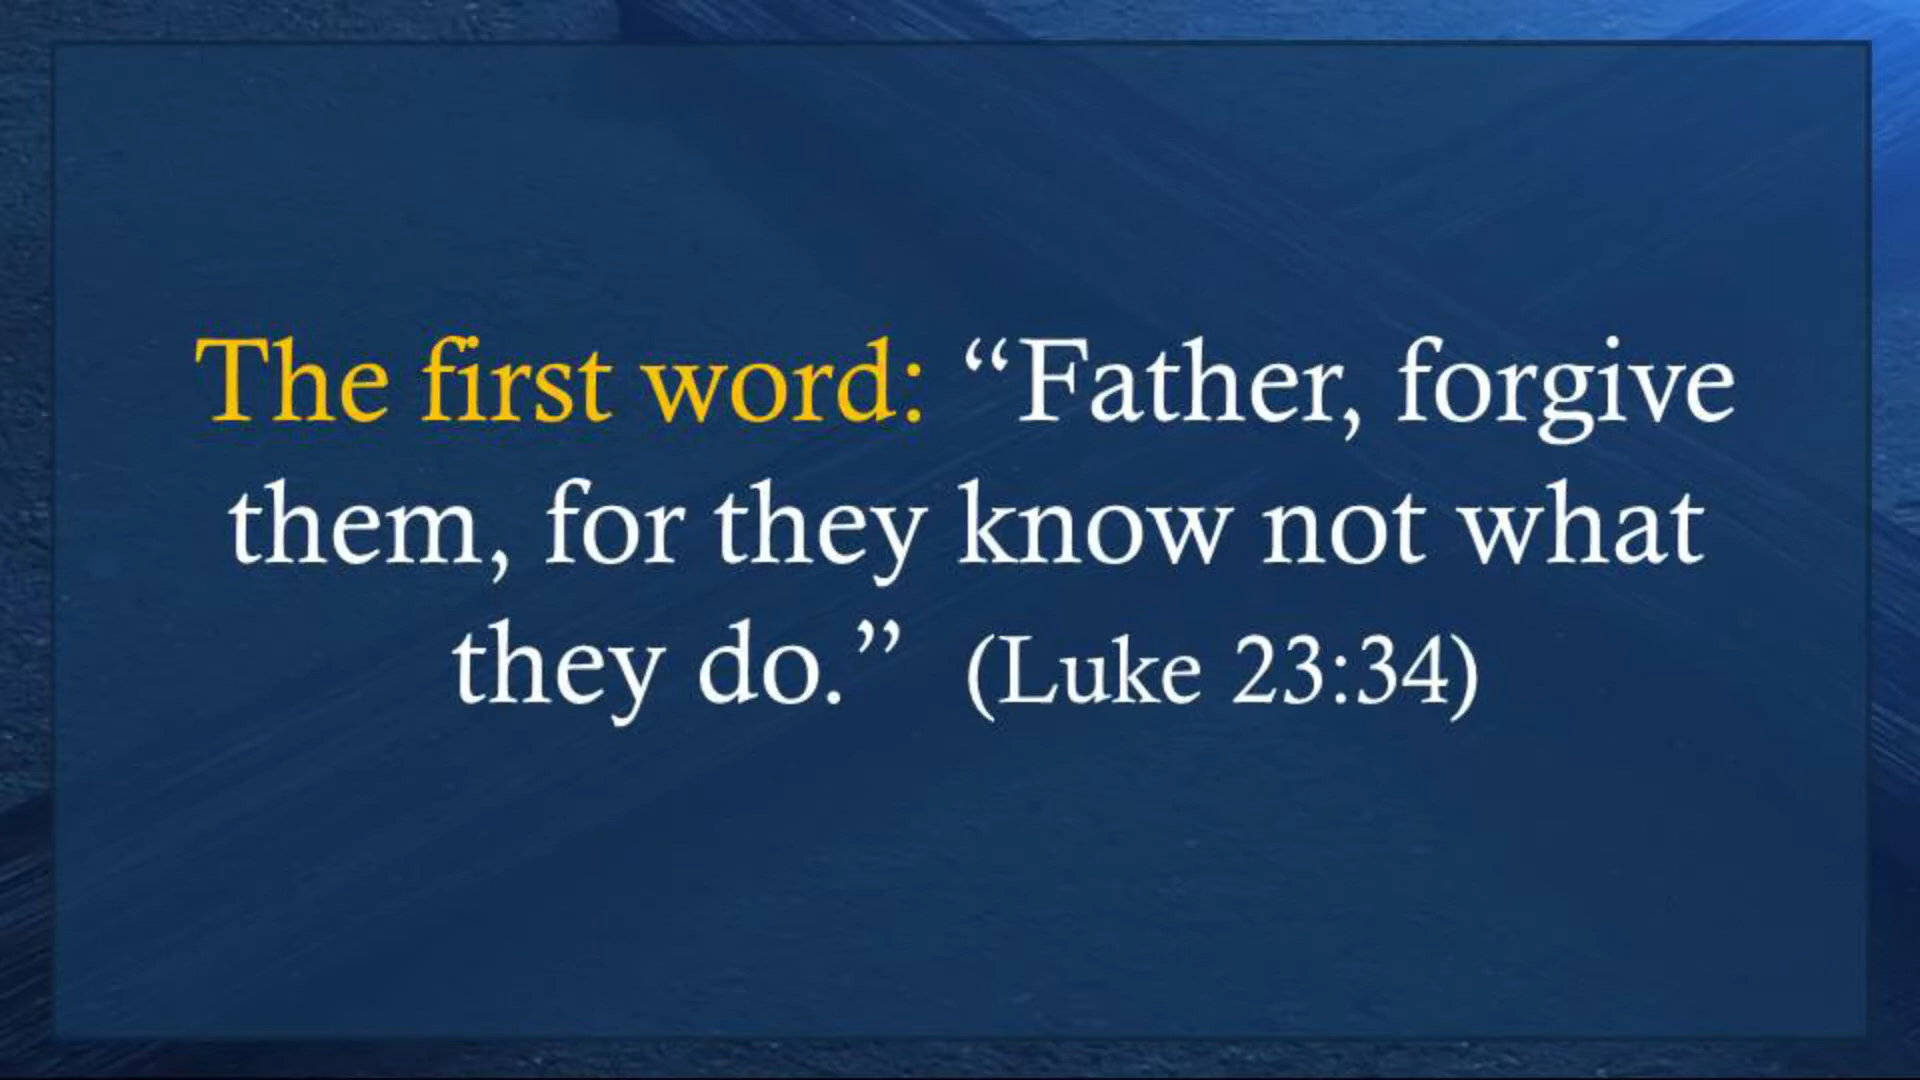 The first word: “Father, forgive
them, for they know not what
they do.” (Luke 23:34)